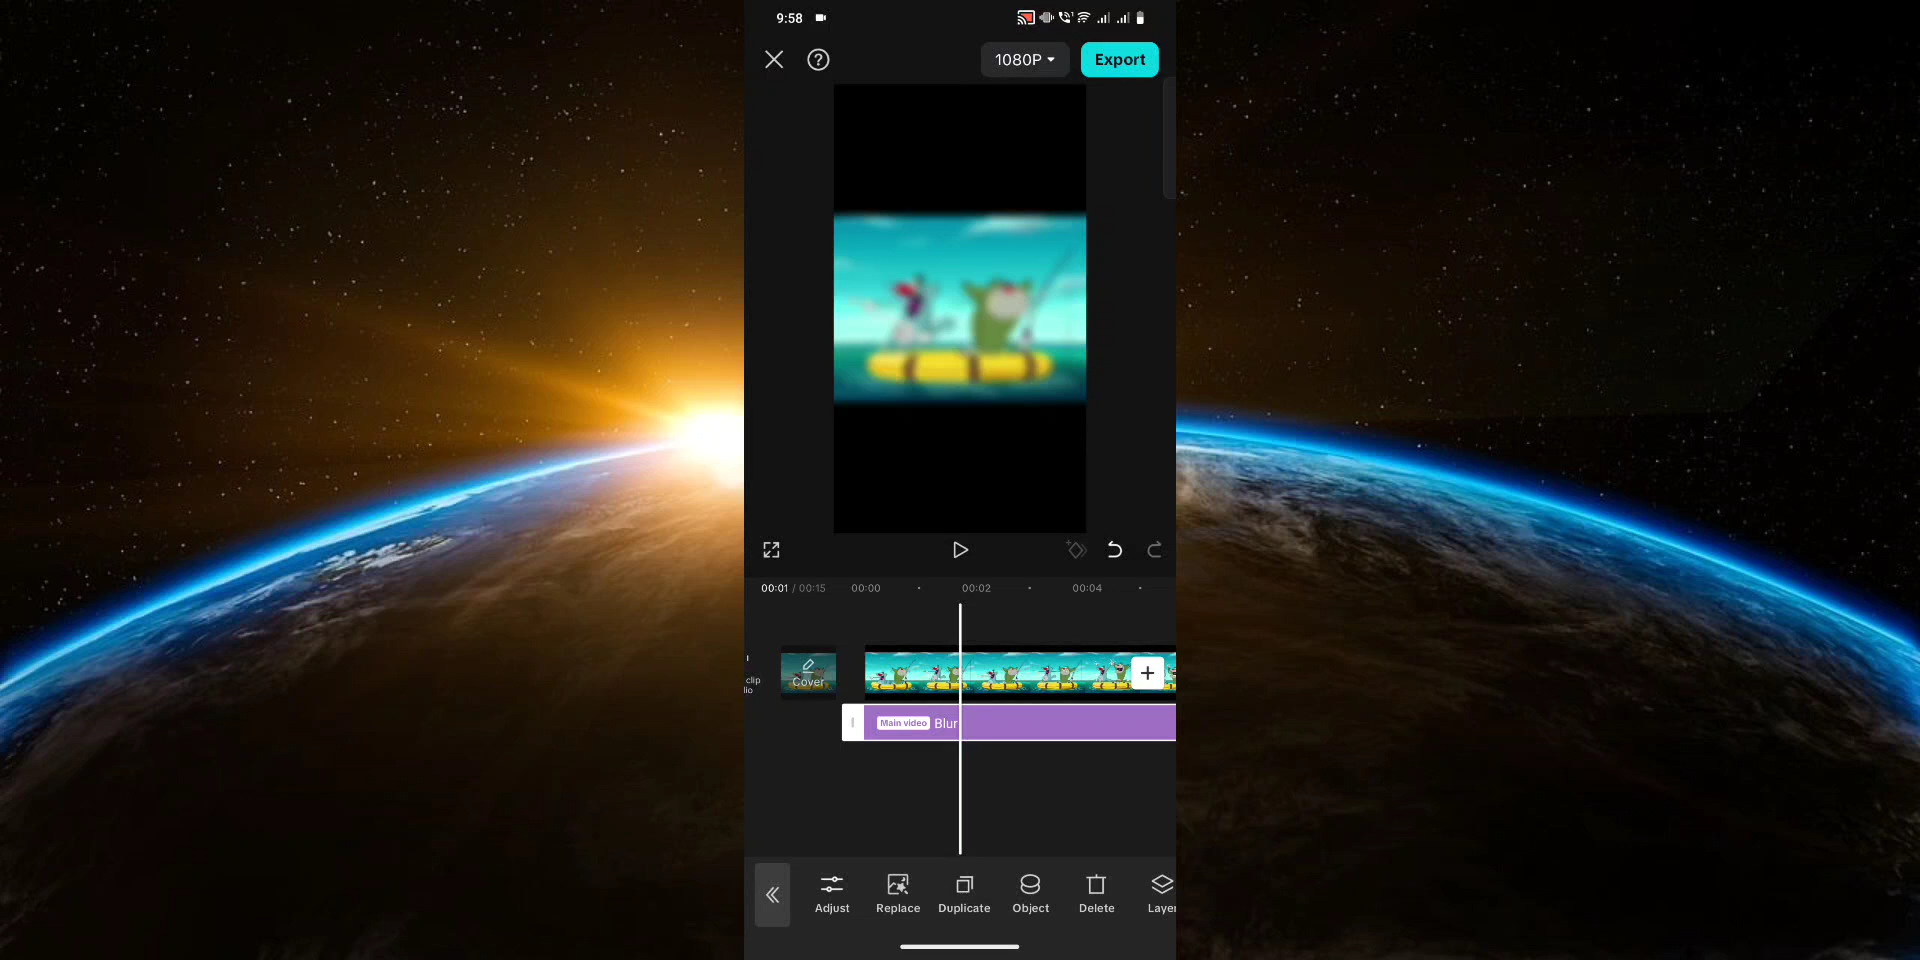 9:58
1080P
Export
00:01 / 00:15 00:00 00:02 00:04
clip
Cover
Main video Blur
Adjust Replace Duplicate Object Delete Layer